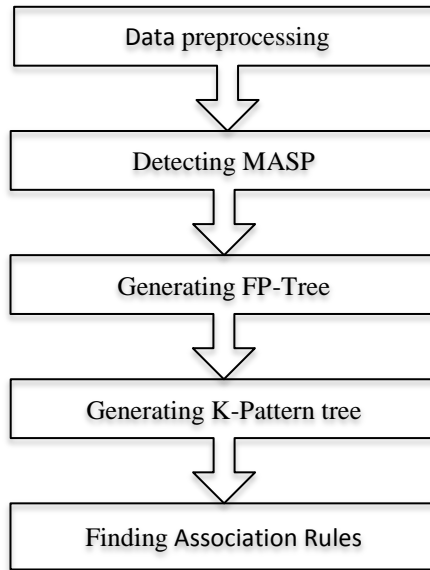 Data preprocessing
Detecting MASP
Generating FP-Tree
Generating K-Pattern tree
Finding Association Rules